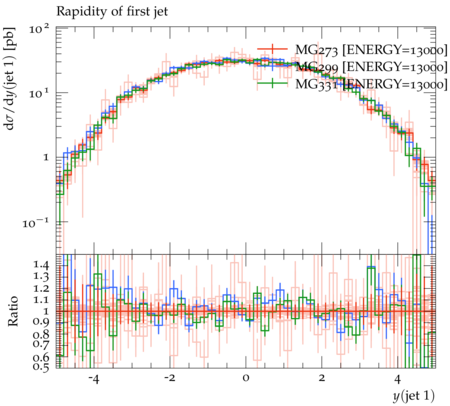 Rapidity of first jet
dσ/dy(jet 1) [pb]
10²
10¹
1
10⁻¹
MG273 [ENERGY=13000]
MG299 [ENERGY=13000]
MG331 [ENERGY=13000]
Ratio
1.4
1.3
1.2
1.1
1
0.9
0.8
0.7
0.6
0.5
-4 -2 0 2 4
y(jet 1)